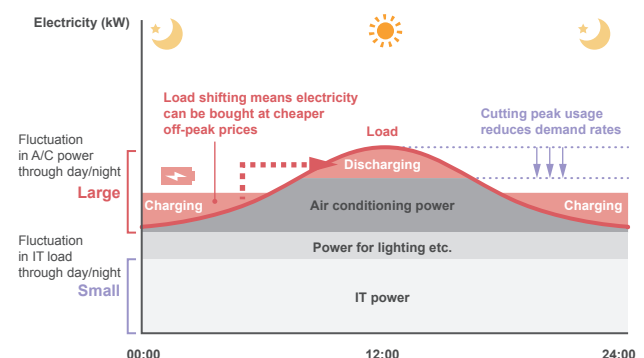 Electricity (kW)
Load shifting means electricity
can be bought at cheaper
off-peak prices
Cutting peak usage
reduces demand rates
Load
Discharging
Fluctuation
in A/C power
through day/night
Large
Charging
Air conditioning power
Charging
Fluctuation
in IT load
through day/night
Small
Power for lighting etc.
IT power
00:00
12:00
24:00